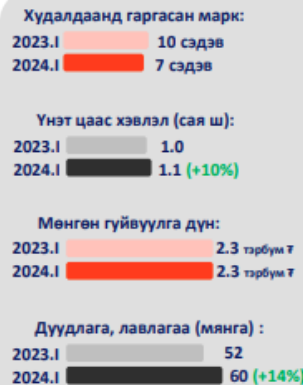 Худалдаанд гаргасан марк:
2023.I 10 сэдэв
2024.I 7 сэдэв
Үнэт цаас хэвлэл (сая ш):
2023.I 1.0
2024.I 1.1 (+10%)
Мөнгөн гуйвуулга дүн:
2023.I 2.3 тэрбум ₮
2024.I 2.3 тэрбум ₮
Дуудлага, лавлагаа (мянга) :
2023.I 52
2024.I 60 (+14%)